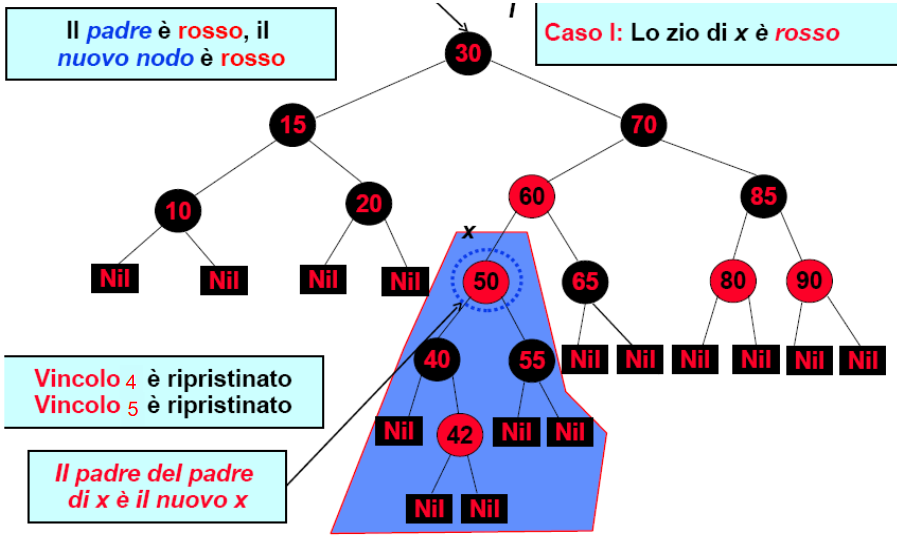 Il padre è rosso, il
nuovo nodo è rosso
Caso I: Lo zio di x è rosso
30
15
70
10
20
60
85
x
Nil
Nil
Nil
Nil
50
65
80
90
40
55
Nil
Nil
Nil
Nil
Nil
Nil
Vincolo 4 è ripristinato
Vincolo 5 è ripristinato
Nil
42
Nil
Nil
Il padre del padre
di x è il nuovo x
Nil
Nil